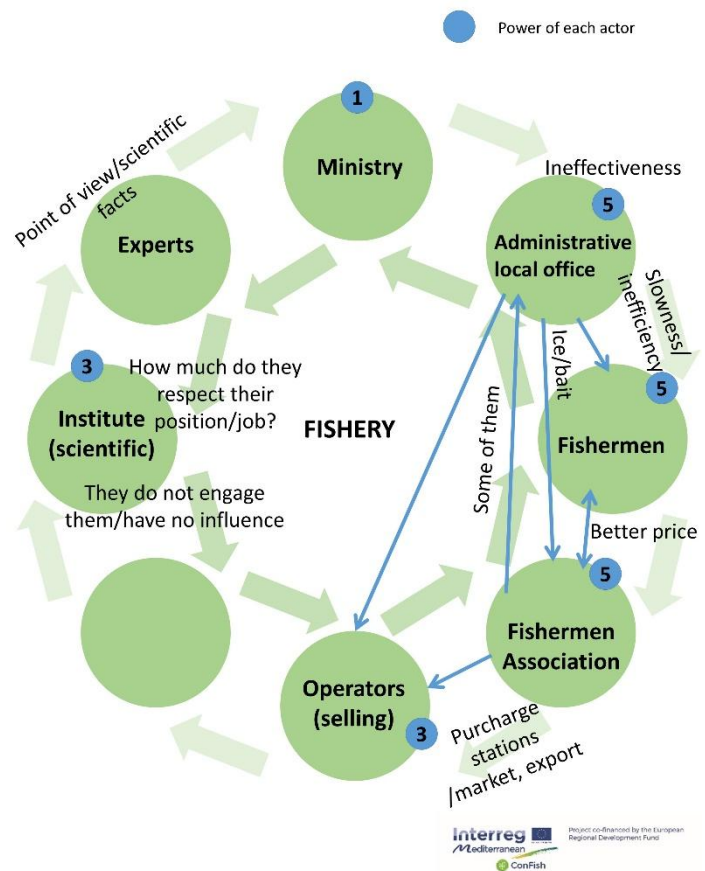 Power of each actor
1
Ministry
Point of view/scientific
facts
Experts
Ineffectiveness
5
Administrative
local office
Slowness/
inefficiency
3
Institute
(scientific)
How much do they
respect their
position/job?
They do not engage
them/have no influence
FISHERY
Some of them
Ice/bait
5
Fishermen
Better price
5
Fishermen
Association
Operators
(selling)
3
Purcharge
stations
/market, export
Interreg
Mediterranean
ConFish
Project co-financed by the European
Regional Development Fund